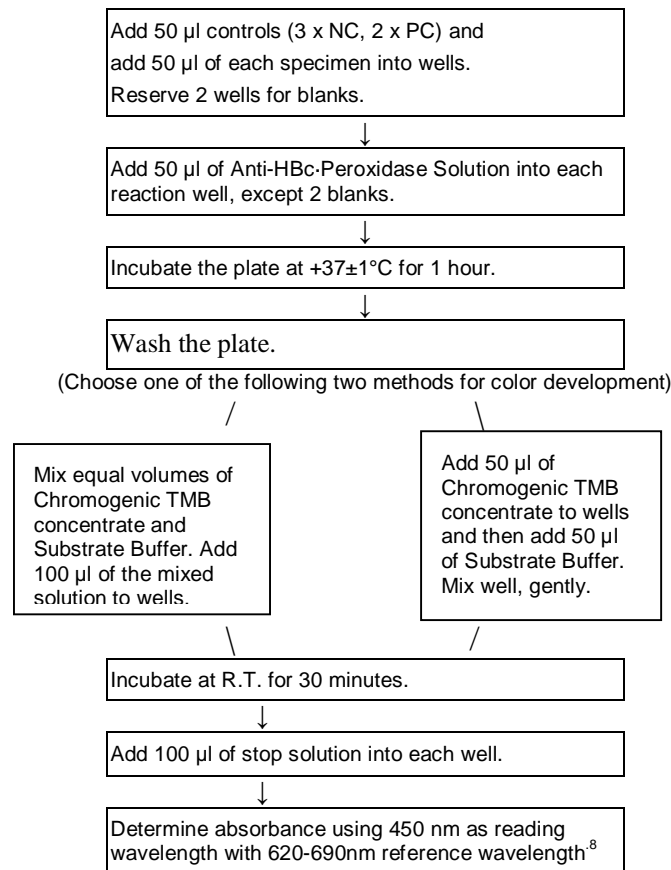 Add 50 µl controls (3 x NC, 2 x PC) and
add 50 µl of each specimen into wells.
Reserve 2 wells for blanks.
↓
Add 50 µl of Anti-HBc·Peroxidase Solution into each
reaction well, except 2 blanks.
↓
Incubate the plate at +37±1°C for 1 hour.
↓
Wash the plate.
(Choose one of the following two methods for color development)
Mix equal volumes of
Chromogenic TMB
concentrate and
Substrate Buffer. Add
100 µl of the mixed
solution to wells.
Add 50 µl of
Chromogenic TMB
concentrate to wells
and then add 50 µl
of Substrate Buffer.
Mix well, gently.
Incubate at R.T. for 30 minutes.
↓
Add 100 µl of stop solution into each well.
↓
Determine absorbance using 450 nm as reading
wavelength with 620-690nm reference wavelength.8